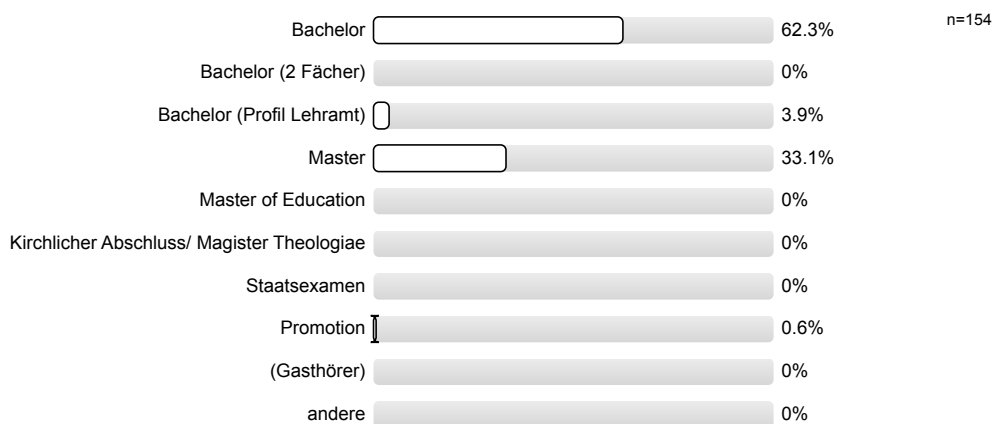 n=154
Bachelor 62.3%
Bachelor (2 Fächer) 0%
Bachelor (Profil Lehramt) 3.9%
Master 33.1%
Master of Education 0%
Kirchlicher Abschluss/ Magister Theologiae 0%
Staatsexamen 0%
Promotion 0.6%
(Gasthörer) 0%
andere 0%